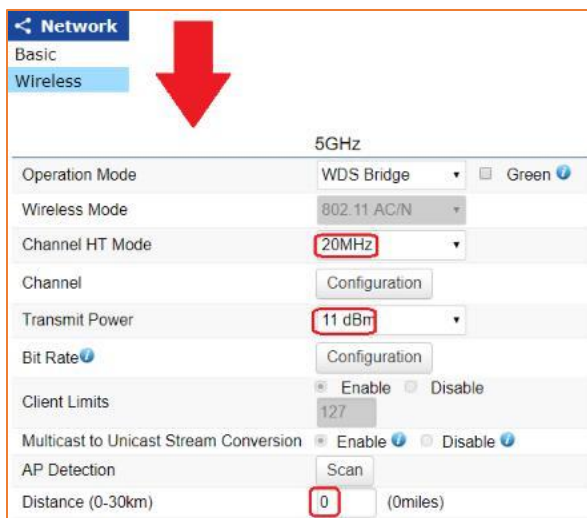 Network
Basic
Wireless
5GHz
Operation Mode WDS Bridge Green
Wireless Mode 802.11 AC/N
Channel HT Mode 20MHz
Channel Configuration
Transmit Power 11 dBm
Bit Rate Configuration
Client Limits Enable Disable
127
Multicast to Unicast Stream Conversion Enable Disable
AP Detection Scan
Distance (0-30km) 0 (0miles)